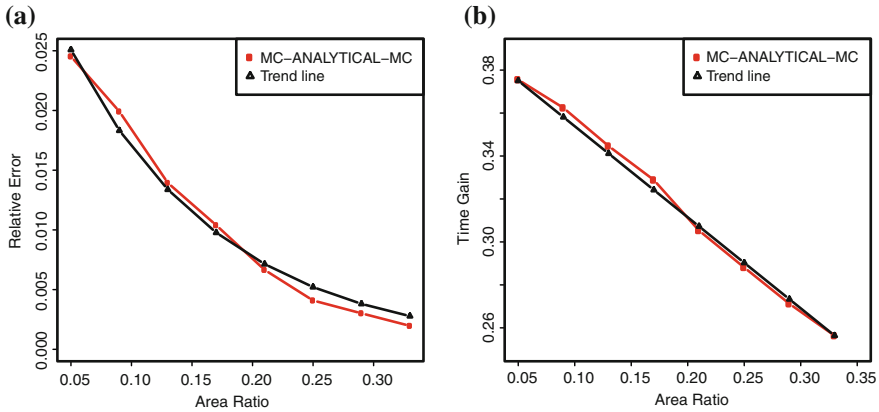 (a)
Relative Error
0.025
0.020
0.015
0.010
0.005
0.000
MC−ANALYTICAL−MC
Trend line
0.05 0.10 0.15 0.20 0.25 0.30
Area Ratio
(b)
Time Gain
0.38
0.34
0.30
0.26
MC−ANALYTICAL−MC
Trend line
0.05 0.10 0.15 0.20 0.25 0.30 0.35
Area Ratio